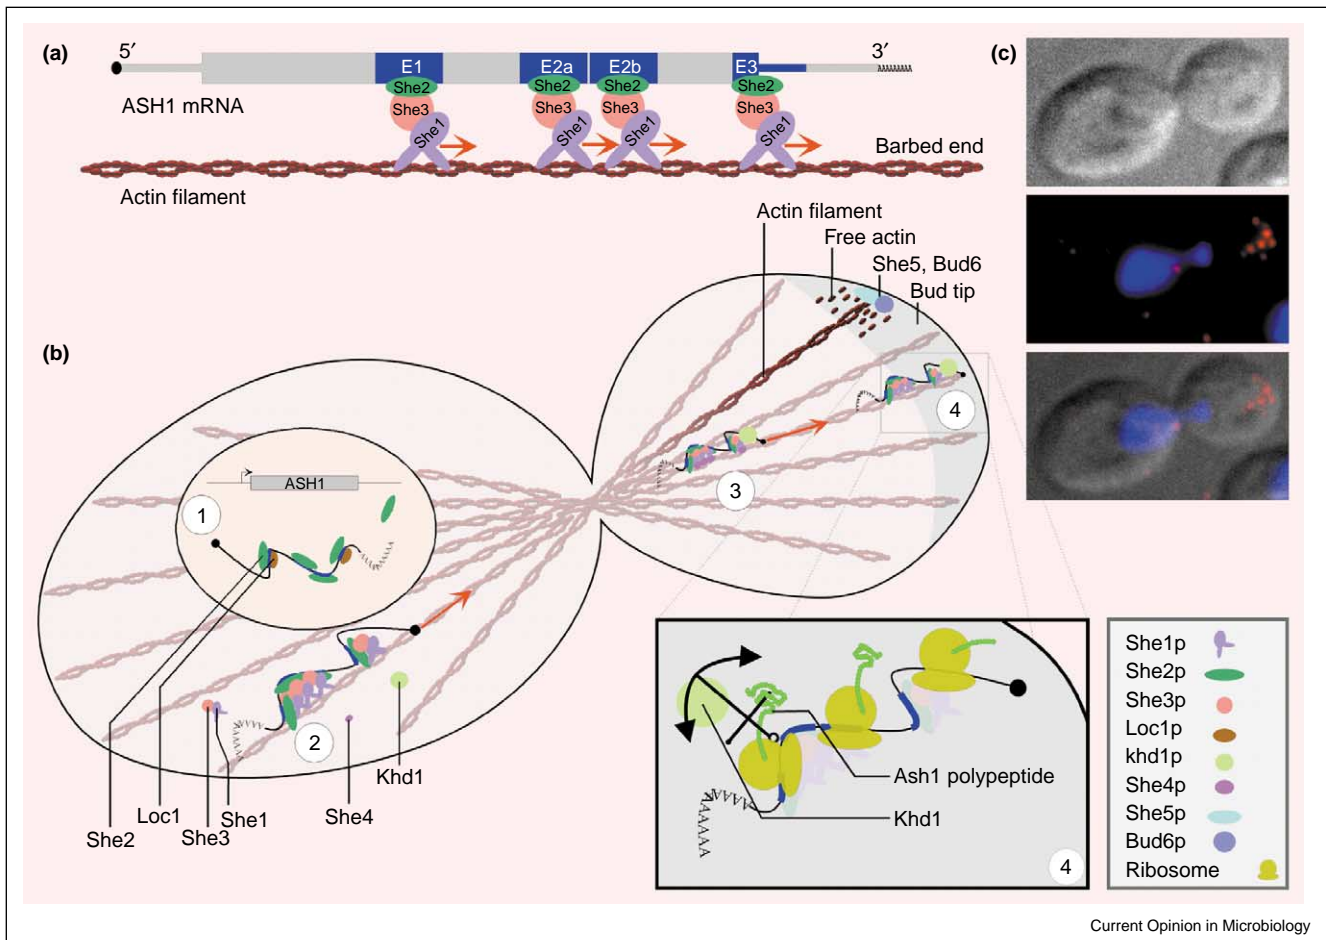 (a)
5′
3′
E1
E2a
E2b
E3
She2
She2
She2
She2
She3
She3
She3
She3
She1
She1
She1
She1
ASH1 mRNA
Barbed end
Actin filament
(b)
Actin filament
Free actin
She5, Bud6
Bud tip
ASH1
1
2
3
4
AAAAAA
Khd1
She4
She1
She3
Loc1
She2
Ash1 polypeptide
Khd1
AAAAA
4
(c)
She1p
She2p
She3p
Loc1p
khd1p
She4p
She5p
Bud6p
Ribosome
Current Opinion in Microbiology